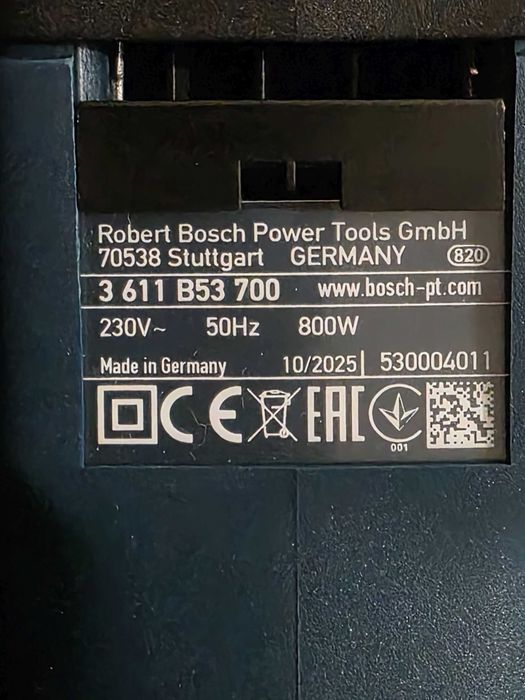 Robert Bosch Power Tools GmbH
70538 Stuttgart GERMANY 820
3 611 B53 700 www.bosch-pt.com
230V~ 50Hz 800W
Made in Germany 10/2025| 530004011
CE EAC
001